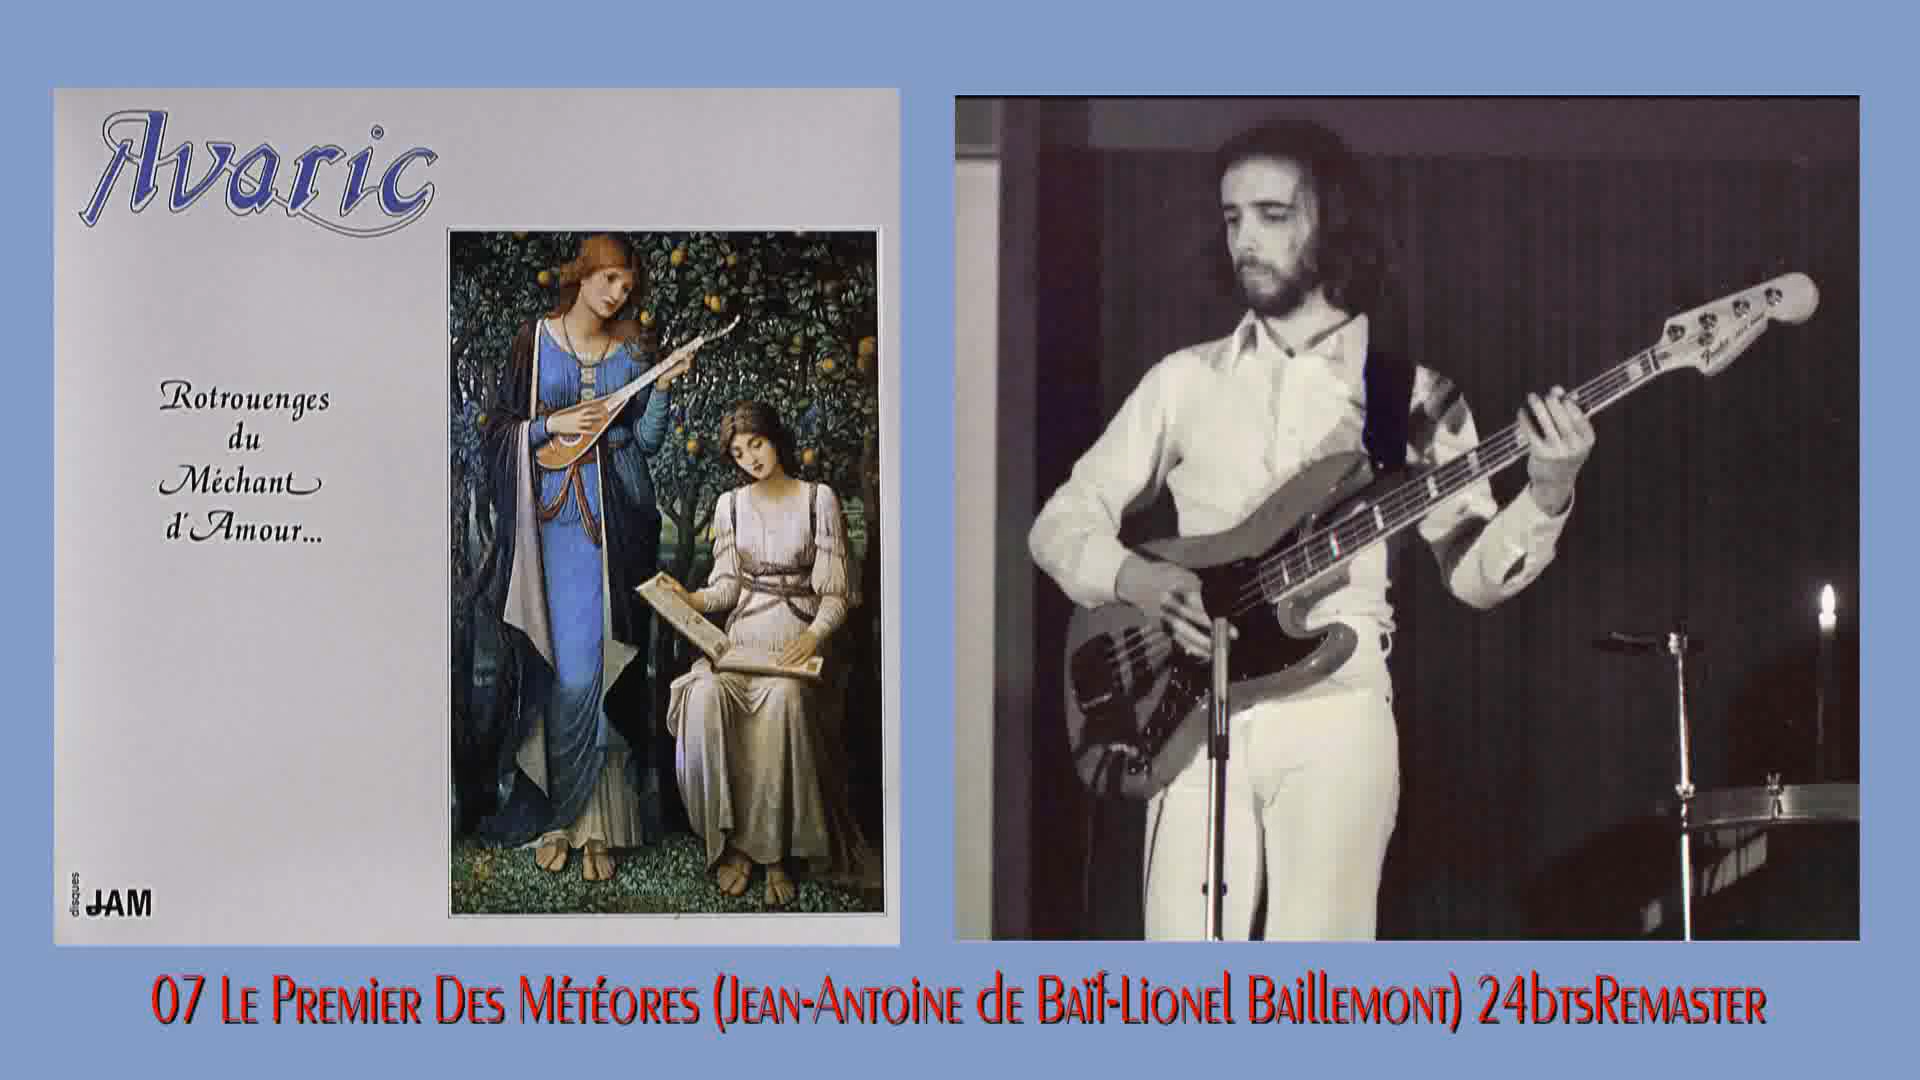 Avaric
Rotrouenges
du
Méchant
d'Amour...
disques
JAM
Fender
07 Le Premier Des Météores (Jean-Antoine de Baïf-Lionel Baillemont) 24btsRemaster